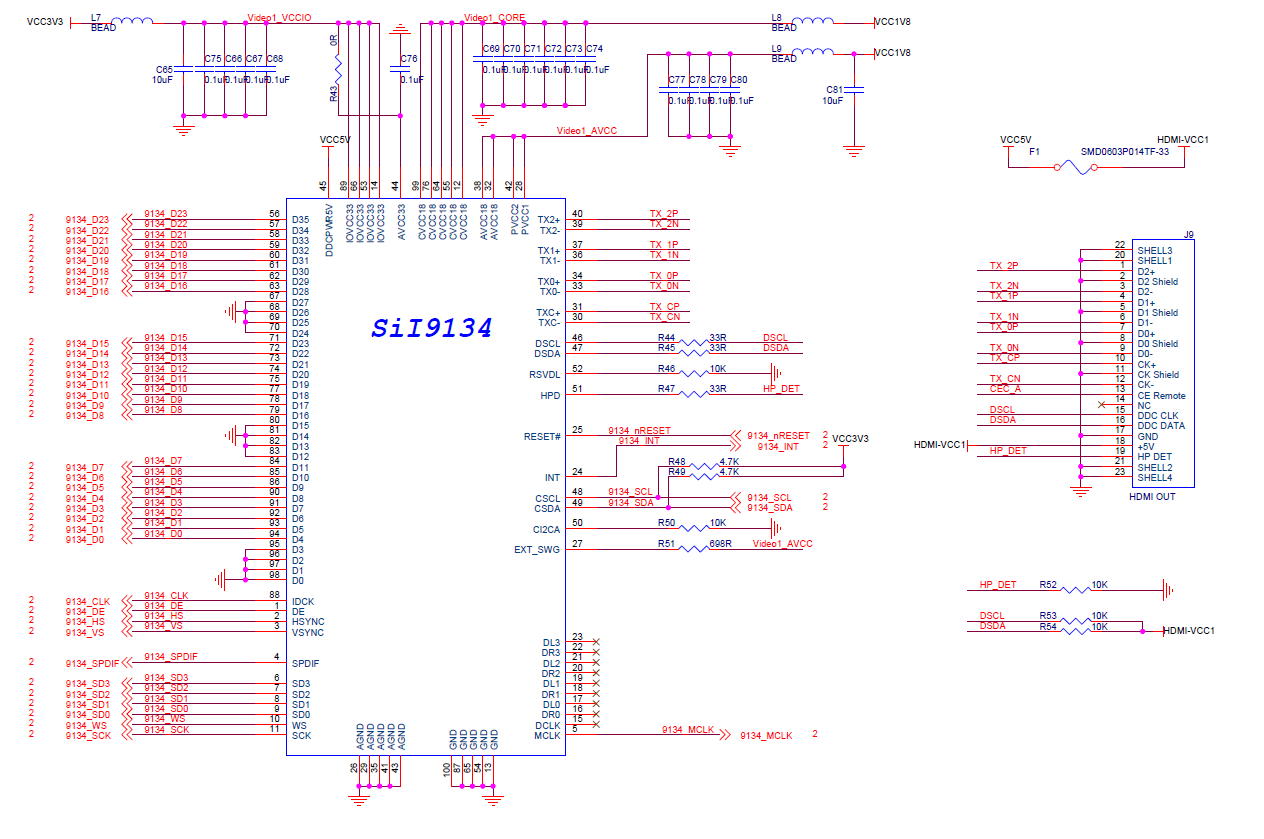 VCC3V3 L7 BEAD Video1_VCCIO Video1_CORE L8 BEAD VCC1V8
L9 BEAD VCC1V8
C65 10uF C75 0.1uF C66 0.1uF C67 0.1uF C68 0.1uF
0R R43 C76 0.1uF
C69 0.1uF C70 0.1uF C71 0.1uF C72 0.1uF C73 0.1uF C74 0.1uF
C77 0.1uF C78 0.1uF C79 0.1uF C80 0.1uF
C81 10uF
Video1_AVCC
VCC5V
VCC5V F1 SMD0603P014TF-33 HDMI-VCC1
45 89 66 53 14 44 99 76 64 55 12 38 32 42 28
DDCPWR5V IOVCC33 IOVCC33 IOVCC33 IOVCC33 AVCC33 CVCC18 CVCC18 CVCC18 CVCC18 CVCC18 AVCC18 AVCC18 PVCC2 PVCC1
SiI9134
2 9134_D23 9134_D23 56 D35
2 9134_D22 9134_D22 57 D34
2 9134_D21 9134_D21 58 D33
2 9134_D20 9134_D20 59 D32
2 9134_D19 9134_D19 60 D31
2 9134_D18 9134_D18 61 D30
2 9134_D17 9134_D17 62 D29
2 9134_D16 9134_D16 63 D28
67 D27
68 D26
69 D25
70 D24
2 9134_D15 9134_D15 71 D23
2 9134_D14 9134_D14 72 D22
2 9134_D13 9134_D13 73 D21
2 9134_D12 9134_D12 74 D20
2 9134_D11 9134_D11 75 D19
2 9134_D10 9134_D10 77 D18
2 9134_D9 9134_D9 78 D17
2 9134_D8 9134_D8 79 D16
80 D15
81 D14
82 D13
83 D12
2 9134_D7 9134_D7 84 D11
2 9134_D6 9134_D6 85 D10
2 9134_D5 9134_D5 86 D9
2 9134_D4 9134_D4 90 D8
2 9134_D3 9134_D3 91 D7
2 9134_D2 9134_D2 92 D6
2 9134_D1 9134_D1 93 D5
2 9134_D0 9134_D0 94 D4
95 D3
96 D2
97 D1
98 D0
2 9134_CLK 9134_CLK 88 IDCK
2 9134_DE 9134_DE 1 DE
2 9134_HS 9134_HS 2 HSYNC
2 9134_VS 9134_VS 3 VSYNC
2 9134_SPDIF 9134_SPDIF 4 SPDIF
2 9134_SD3 9134_SD3 6 SD3
2 9134_SD2 9134_SD2 7 SD2
2 9134_SD1 9134_SD1 8 SD1
2 9134_SD0 9134_SD0 9 SD0
2 9134_WS 9134_WS 10 WS
2 9134_SCK 9134_SCK 11 SCK
TX2+ 40 TX_2P
TX2- 39 TX_2N
TX1+ 37 TX_1P
TX1- 36 TX_1N
TX0+ 34 TX_0P
TX0- 33 TX_0N
TXC+ 31 TX_CP
TXC- 30 TX_CN
DSCL 46 R44 33R DSCL
DSDA 47 R45 33R DSDA
RSVDL 52 R46 10K
HPD 51 R47 33R HP_DET
RESET# 25 9134_nRESET 9134_nRESET 2
9134_INT 9134_INT 2
VCC3V3
R48 4.7K
INT 24 R49 4.7K
CSCL 48 9134_SCL 9134_SCL 2
CSDA 49 9134_SDA 9134_SDA 2
CI2CA 50 R50 10K
EXT_SWG 27 R51 698R Video1_AVCC
DL3 23
DR3 22
DL2 21
DR2 20
DL1 19
DR1 18
DL0 17
DR0 16
DCLK 15
MCLK 5 9134_MCLK 9134_MCLK 2
AGND AGND AGND AGND AGND GND GND GND GND GND
26 29 35 41 43 100 87 65 54 13
J9
22 SHELL3
20 SHELL1
TX_2P 1 D2+
2 D2 Shield
TX_2N 3 D2-
TX_1P 4 D1+
5 D1 Shield
TX_1N 6 D1-
TX_0P 7 D0+
8 D0 Shield
TX_0N 9 D0-
TX_CP 10 CK+
11 CK Shield
TX_CN 12 CK-
CEC_A 13 CE Remote
14 NC
DSCL 15 DDC CLK
DSDA 16 DDC DATA
17 GND
HDMI-VCC1 18 +5V
HP_DET 19 HP DET
21 SHELL2
23 SHELL4
HDMI OUT
HP_DET R52 10K
DSCL R53 10K
DSDA R54 10K HDMI-VCC1